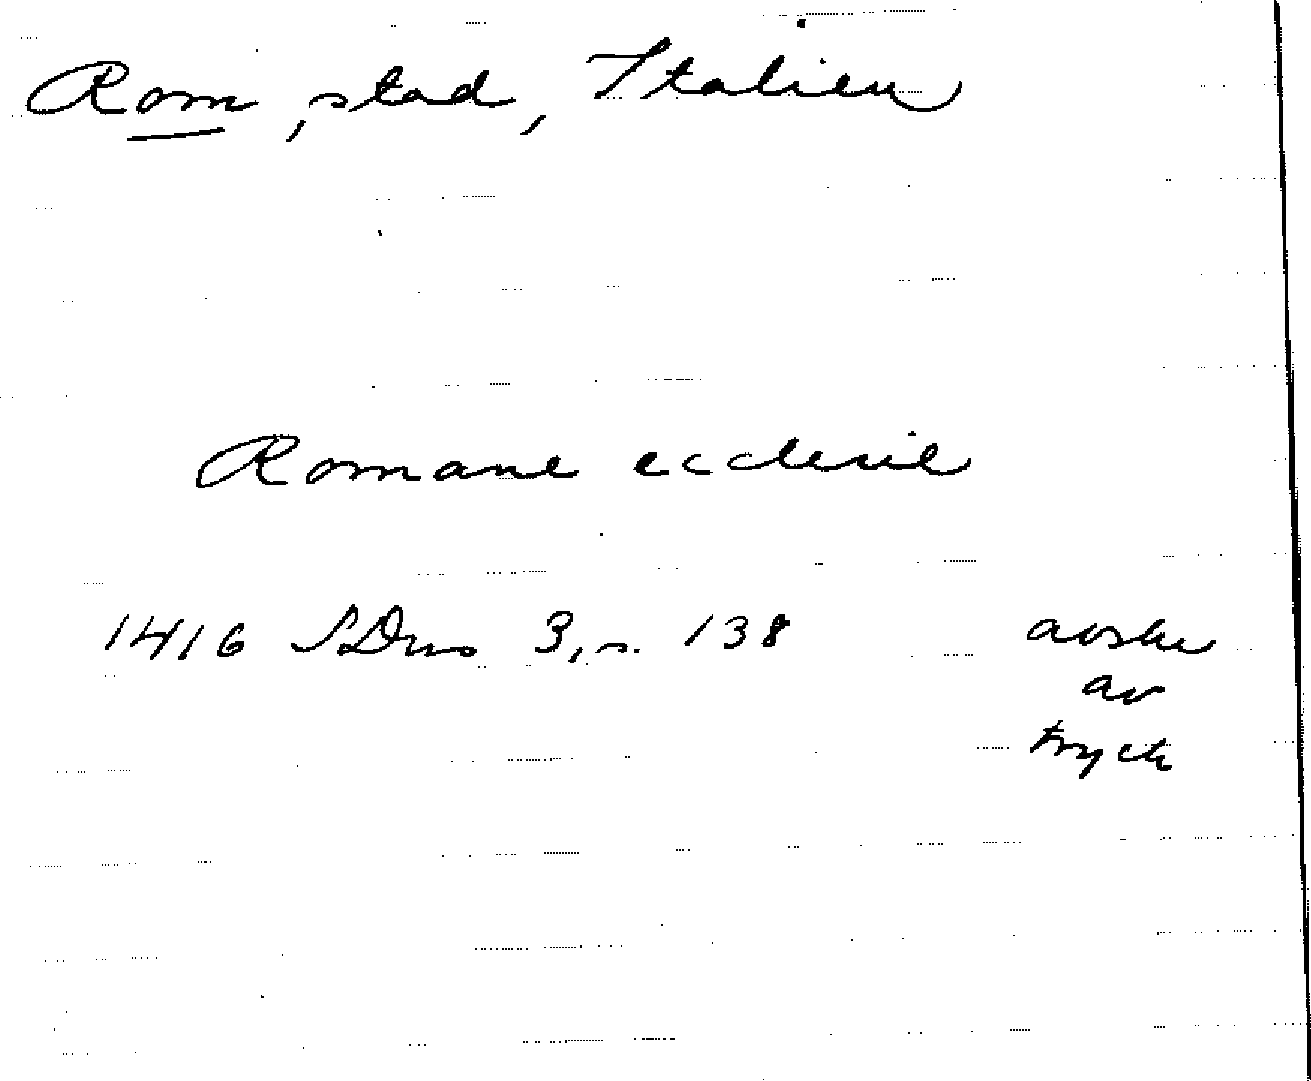 Rom, stad, Italien
Romane ecclesie
1416 SDns 3, s. 138 avskr
av
tryck